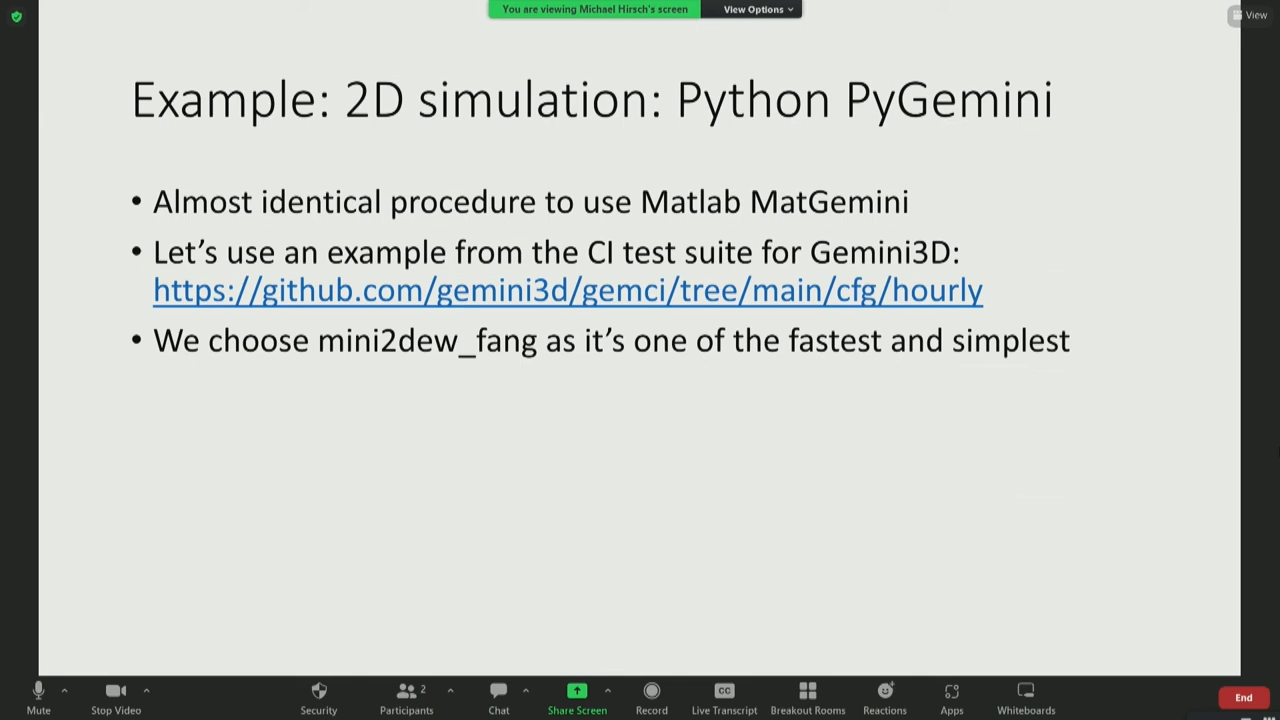 You are viewing Michael Hirsch's screen
View Options
View
Example: 2D simulation: Python PyGemini
• Almost identical procedure to use Matlab MatGemini
• Let's use an example from the CI test suite for Gemini3D:
https://github.com/gemini3d/gemci/tree/main/cfg/hourly
• We choose mini2dew_fang as it's one of the fastest and simplest
Mute
Stop Video
Security
Participants
2
Chat
Share Screen
Record
CC
Live Transcript
Breakout Rooms
Reactions
Apps
Whiteboards
End